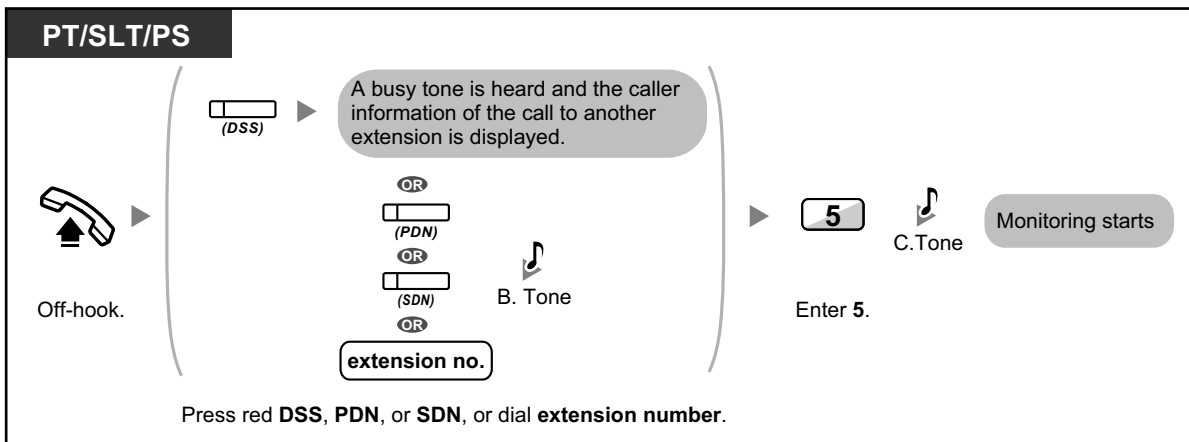 PT/SLT/PS
(DSS)
A busy tone is heard and the caller
information of the call to another
extension is displayed.
OR
(PDN)
OR
(SDN)
B. Tone
OR
extension no.
5
C.Tone
Monitoring starts
Off-hook.
Enter 5.
Press red DSS, PDN, or SDN, or dial extension number.